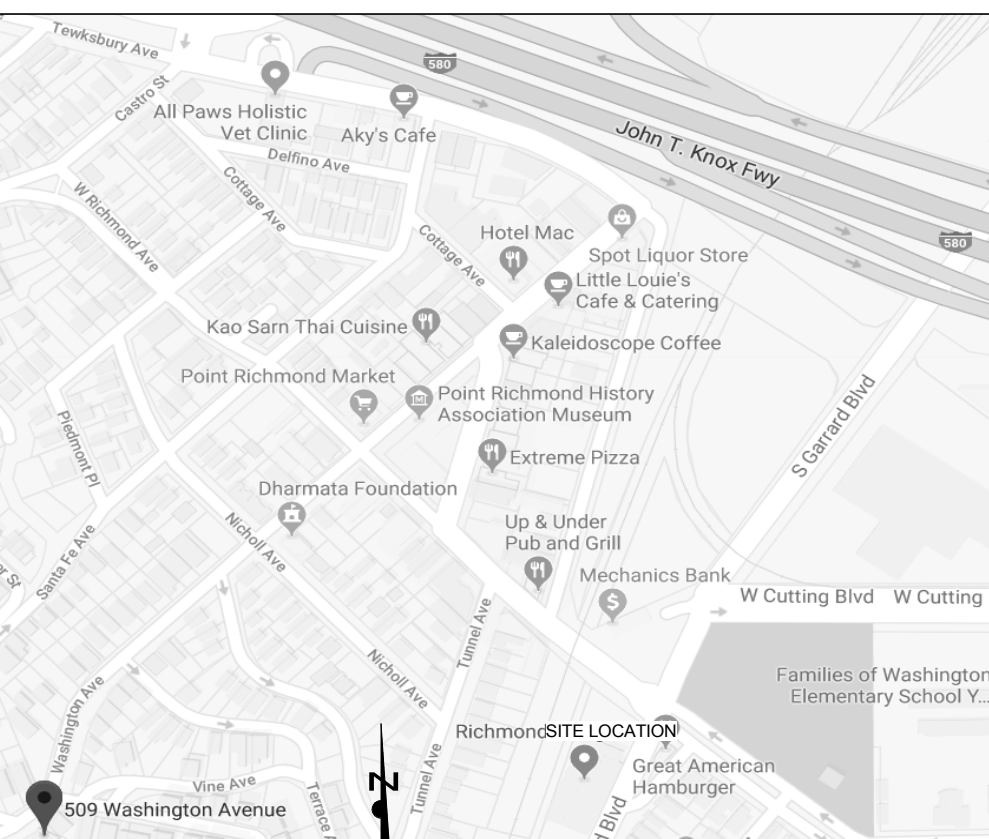 Tewksbury Ave
580
Castro St
All Paws Holistic
Vet Clinic
Aky's Cafe
John T. Knox Fwy
Delfino Ave
Cottage Ave
W Richmond Ave
580
Hotel Mac
Cottage Ave
Spot Liquor Store
Little Louie's
Cafe & Catering
Kao Sarn Thai Cuisine
Kaleidoscope Coffee
Point Richmond Market
Point Richmond History
Association Museum
S Garrard Blvd
Piedmont Pl
Extreme Pizza
Dharmata Foundation
Nicholl Ave
Up & Under
Pub and Grill
Santa Fe Ave
er St
Mechanics Bank
W Cutting Blvd
W Cutting
Tunnel Ave
Nicholl Ave
Families of Washington
Elementary School Y...
Washington Ave
Richmond
SITE LOCATION
Great American
Hamburger
Tunnel Ave
Vine Ave
Terrace A
N
509 Washington Avenue
d Blvd